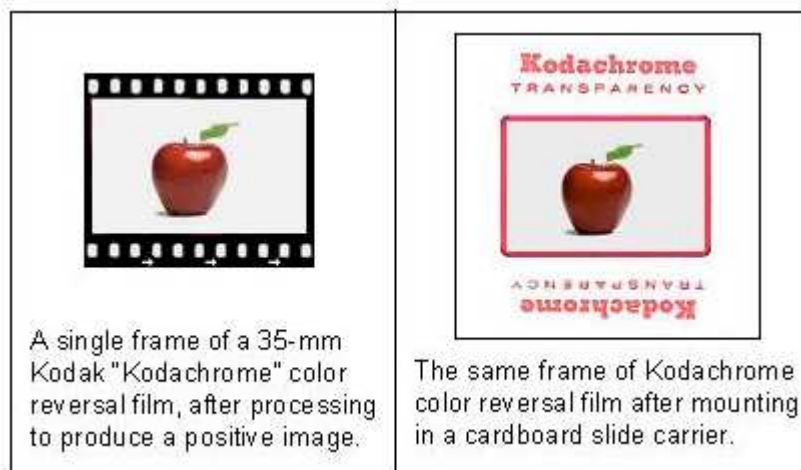 A single frame of a 35-mm
Kodak "Kodachrome" color
reversal film, after processing
to produce a positive image.
Kodachrome
TRANSPARENCY
TRANSPARENCY
Kodachrome
The same frame of Kodachrome
color reversal film after mounting
in a cardboard slide carrier.